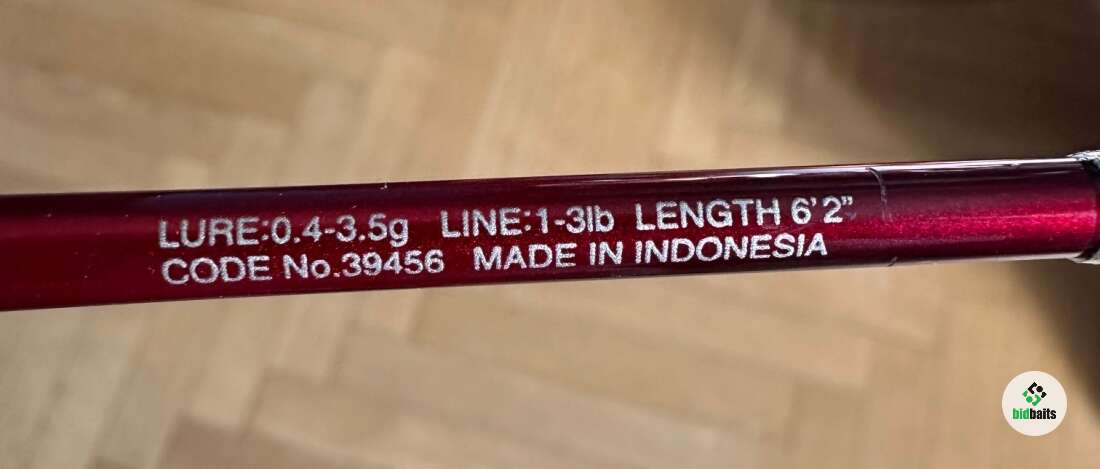 LURE:0.4-3.5g LINE:1-3lb LENGTH 6'2"
CODE No.39456 MADE IN INDONESIA
bidbaits